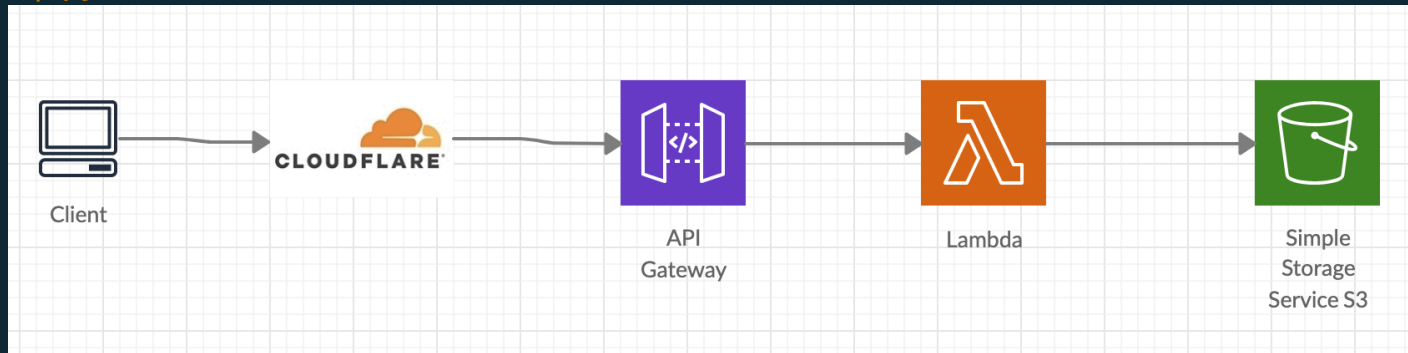 Client
CLOUDFLARE
</>
API
Gateway
Lambda
Simple
Storage
Service S3